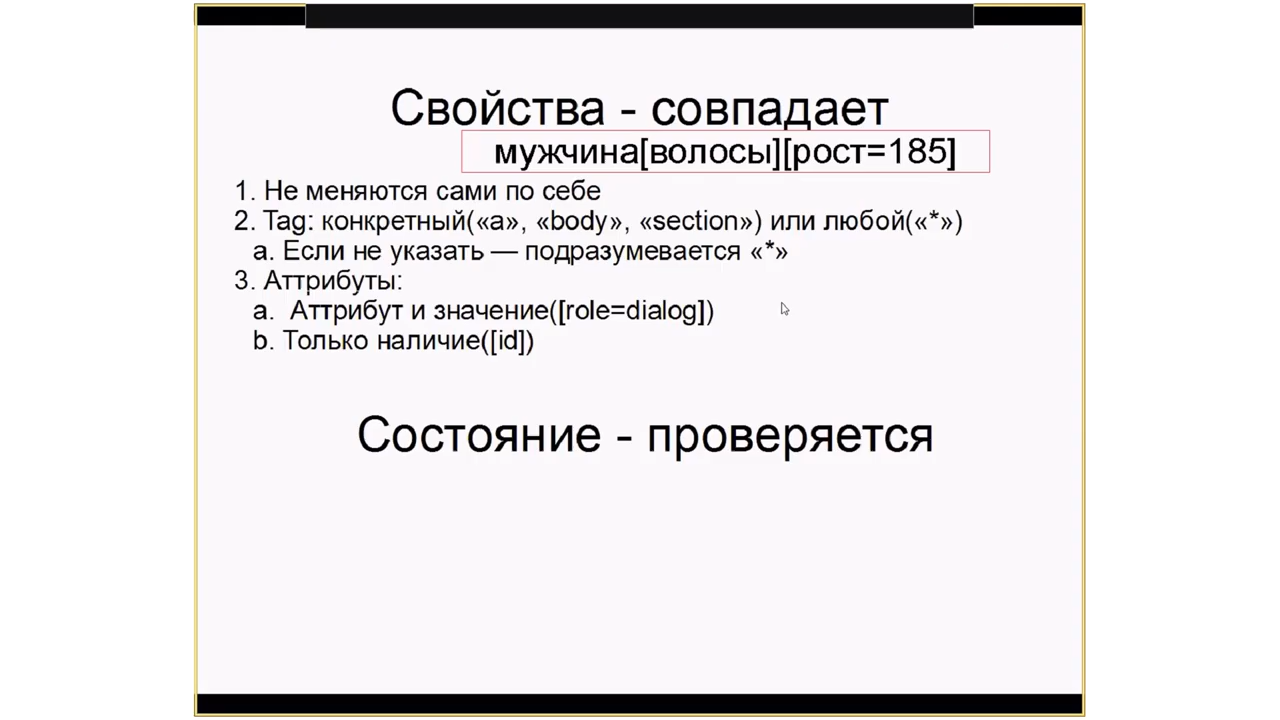 Свойства - совпадает
мужчина[волосы][рост=185]
1. Не меняются сами по себе
2. Tag: конкретный(«a», «body», «section») или любой(«*»)
a. Если не указать — подразумевается «*»
3. Аттрибуты:
a. Аттрибут и значение([role=dialog])
b. Только наличие([id])
Состояние - проверяется